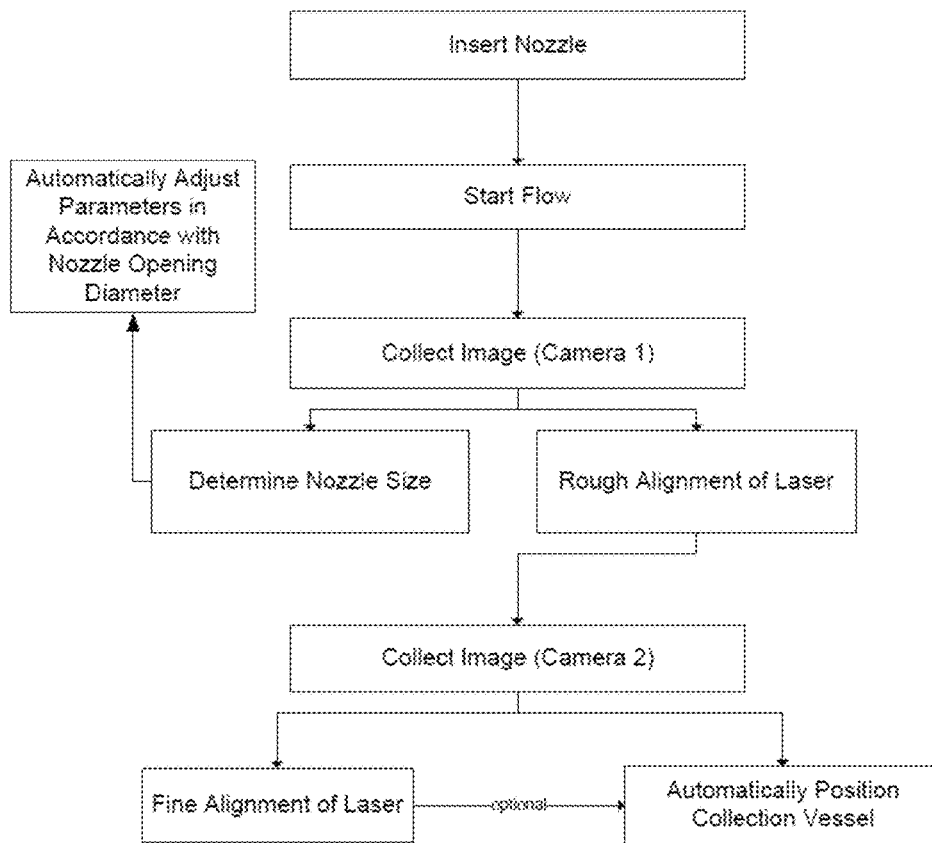 Insert Nozzle
Start Flow
Automatically Adjust
Parameters in
Accordance with
Nozzle Opening
Diameter
Collect Image (Camera 1)
Determine Nozzle Size
Rough Alignment of Laser
Collect Image (Camera 2)
Fine Alignment of Laser
optional
Automatically Position
Collection Vessel